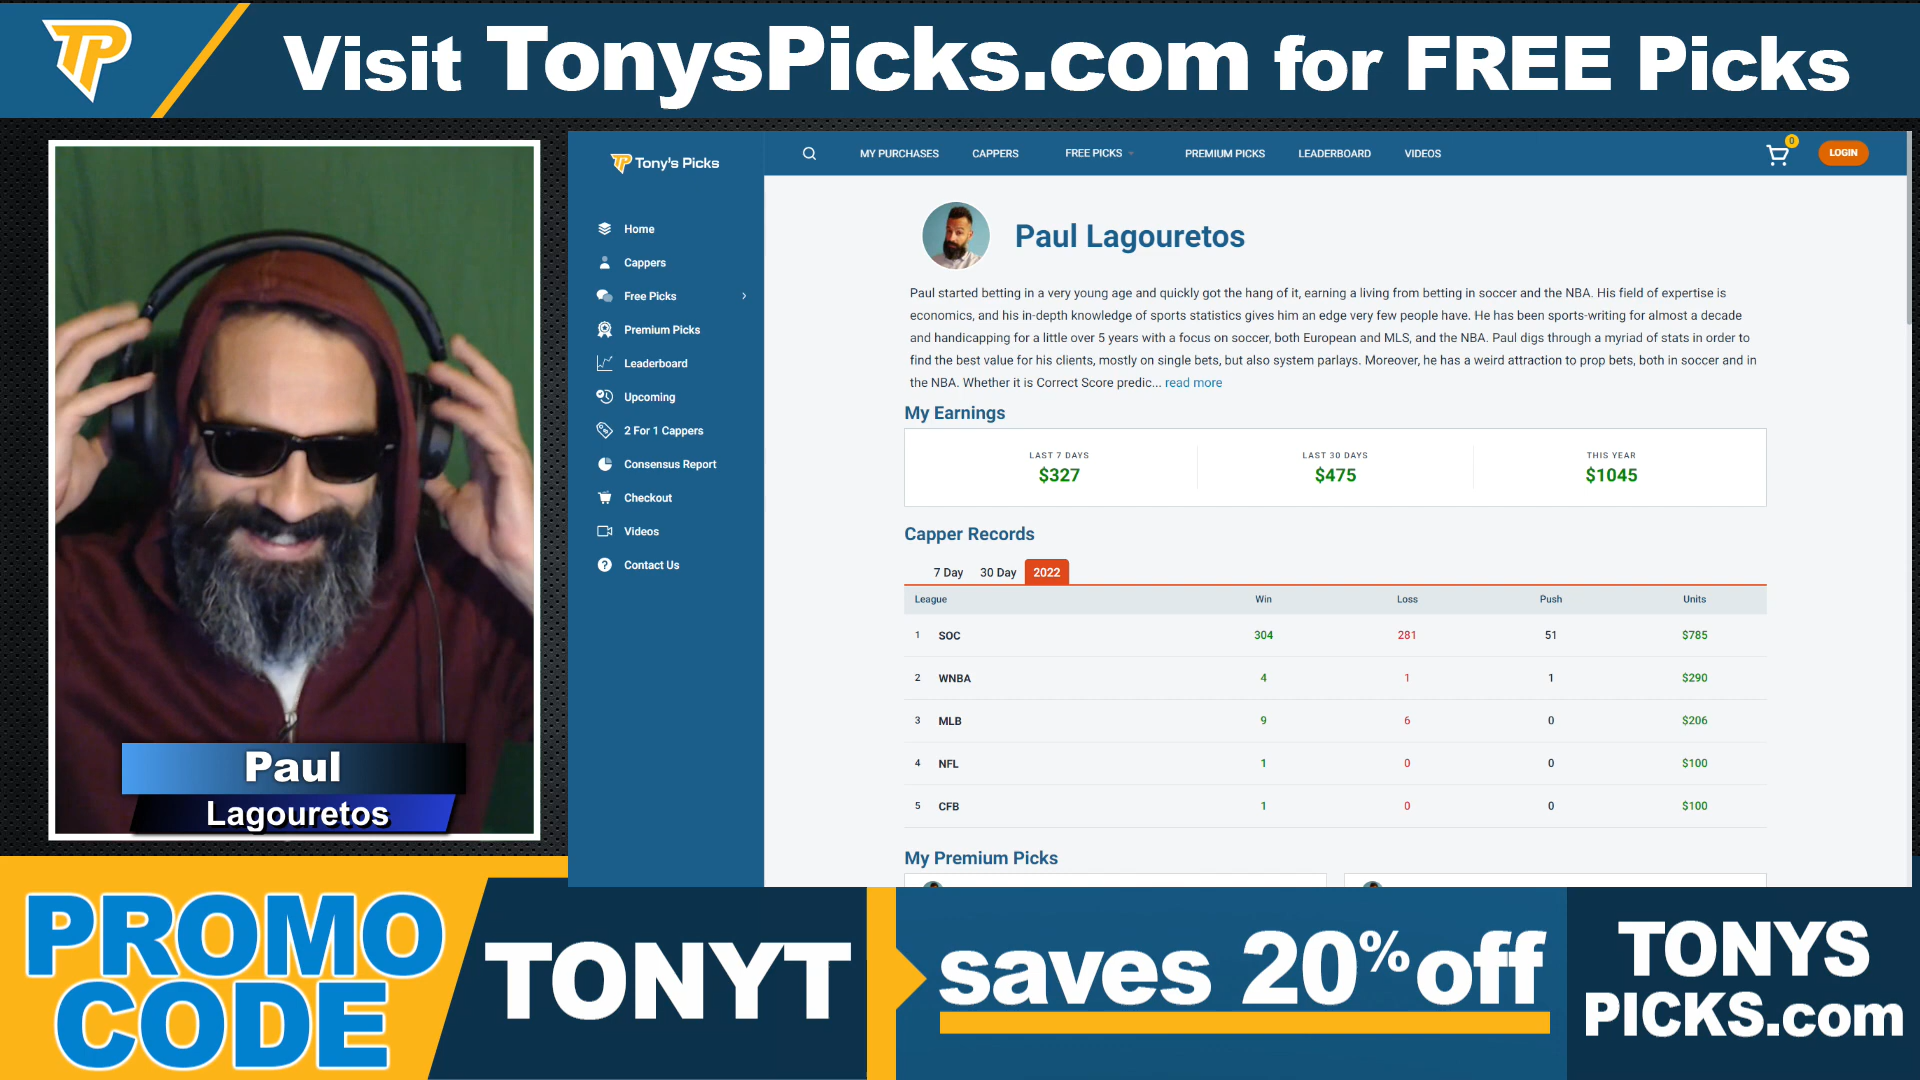 TP
Visit TonysPicks.com for FREE Picks
TP Tony's Picks
MY PURCHASES CAPPERS FREE PICKS PREMIUM PICKS LEADERBOARD VIDEOS 0 LOGIN
Home
Cappers
Free Picks
Premium Picks
Leaderboard
Upcoming
2 For 1 Cappers
Consensus Report
Checkout
Videos
Contact Us
Paul Lagouretos
Paul started betting in a very young age and quickly got the hang of it, earning a living from betting in soccer and the NBA. His field of expertise is
economics, and his in-depth knowledge of sports statistics gives him an edge very few people have. He has been sports-writing for almost a decade
and handicapping for a little over 5 years with a focus on soccer, both European and MLS, and the NBA. Paul digs through a myriad of stats in order to
find the best value for his clients, mostly on single bets, but also system parlays. Moreover, he has a weird attraction to prop bets, both in soccer and in
the NBA. Whether it is Correct Score predic... read more
My Earnings
LAST 7 DAYS LAST 30 DAYS THIS YEAR
$327 $475 $1045
Capper Records
7 Day 30 Day 2022
League Win Loss Push Units
1 SOC 304 281 51 $785
2 WNBA 4 1 1 $290
3 MLB 9 6 0 $206
4 NFL 1 0 0 $100
5 CFB 1 0 0 $100
My Premium Picks
Paul
Lagouretos
PROMO
CODE
TONYT
saves 20% off
TONYS
PICKS.com